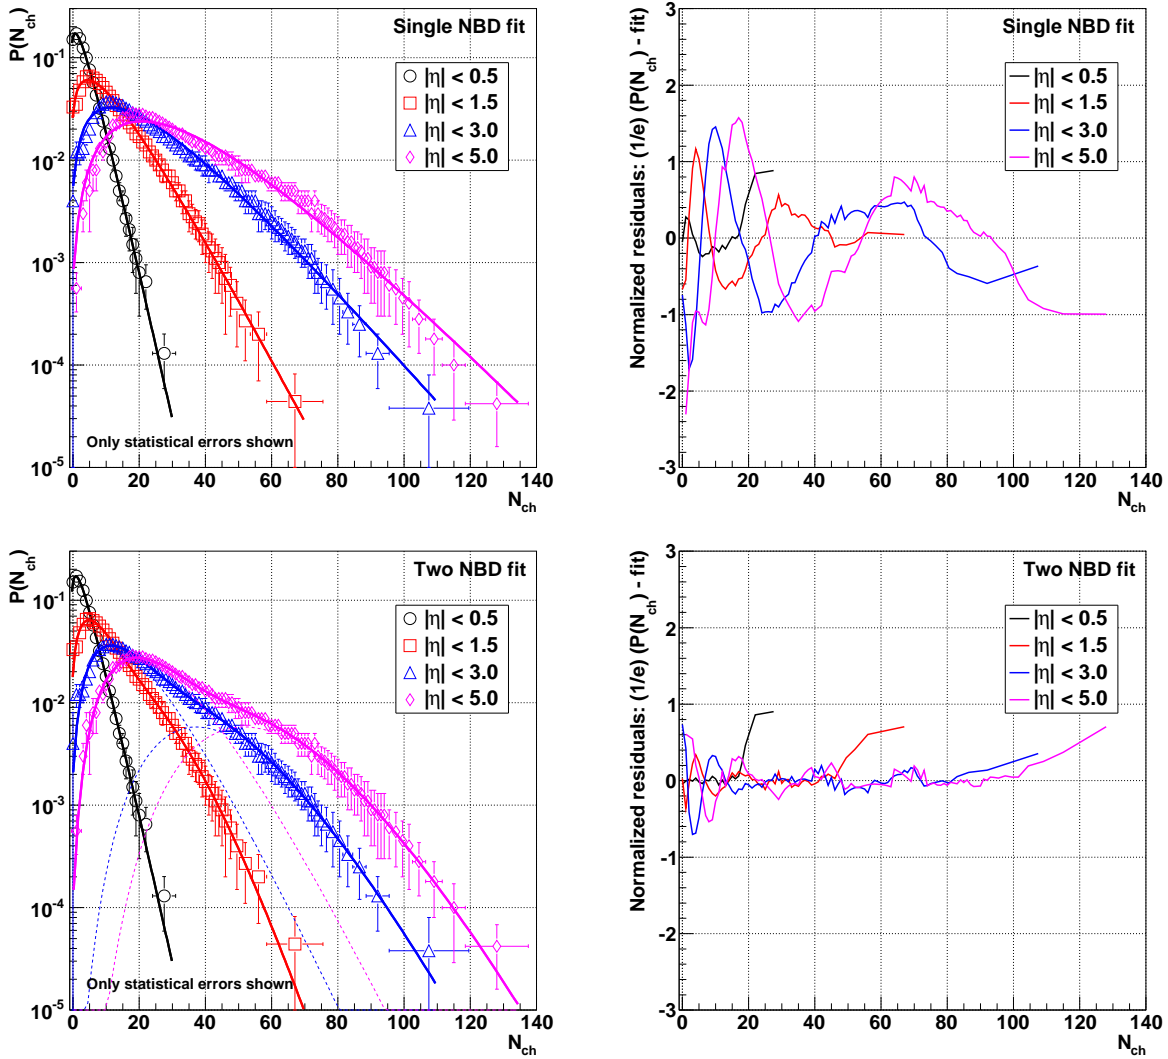 Single NBD fit
P(N_ch)
|η| < 0.5
|η| < 1.5
|η| < 3.0
|η| < 5.0
10^-1
10^-2
10^-3
10^-4
10^-5
Only statistical errors shown
0 20 40 60 80 100 120 140
N_ch
Single NBD fit
Normalized residuals: (1/e) (P(N_ch) - fit)
|η| < 0.5
|η| < 1.5
|η| < 3.0
|η| < 5.0
3
2
1
0
-1
-2
-3
0 20 40 60 80 100 120 140
N_ch
Two NBD fit
P(N_ch)
|η| < 0.5
|η| < 1.5
|η| < 3.0
|η| < 5.0
10^-1
10^-2
10^-3
10^-4
10^-5
Only statistical errors shown
0 20 40 60 80 100 120 140
N_ch
Two NBD fit
Normalized residuals: (1/e) (P(N_ch) - fit)
|η| < 0.5
|η| < 1.5
|η| < 3.0
|η| < 5.0
3
2
1
0
-1
-2
-3
0 20 40 60 80 100 120 140
N_ch